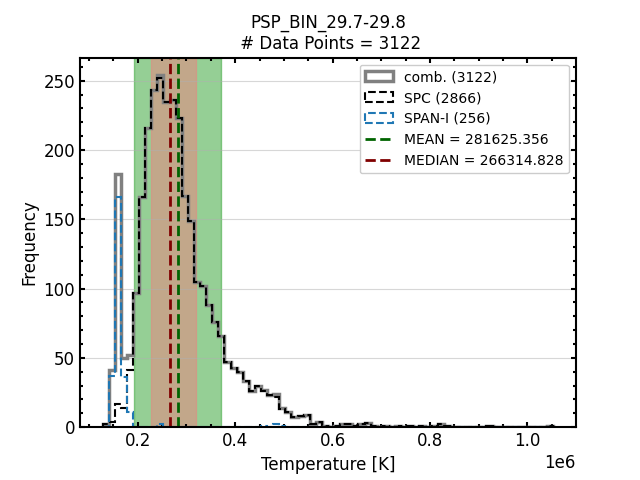 PSP_BIN_29.7-29.8
# Data Points = 3122
comb. (3122)
SPC (2866)
SPAN-I (256)
MEAN = 281625.356
MEDIAN = 266314.828
Frequency
250
200
150
100
50
0
0.2 0.4 0.6 0.8 1.0
1e6
Temperature [K]